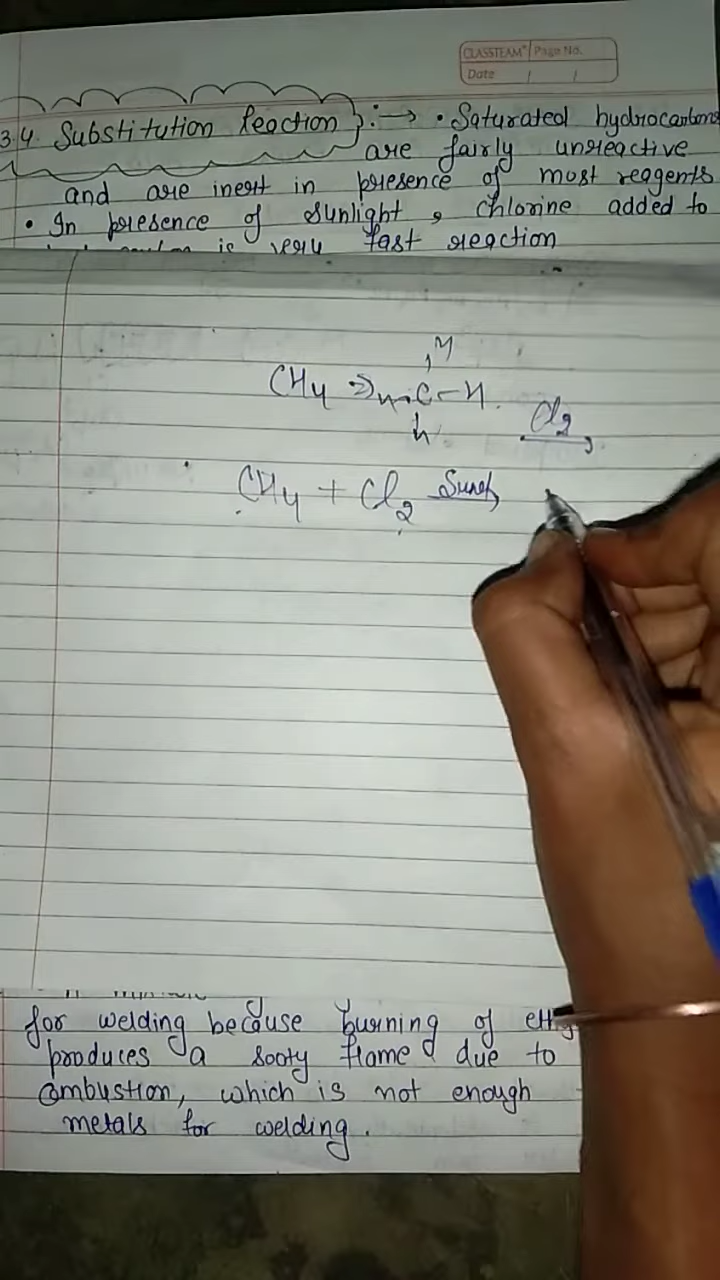 CLASSTEAM Page No.
Date / /
3.4 Substitution Reaction :→ • Saturated hydrocarbons
are fairly unreactive
and are inert in presence of most reagents
• In presence of sunlight, chlorine added to
is very fast reaction
H
CH4 ⇒ H-C-H
H
Cl2
CH4 + Cl2
for welding because burning of
produces a sooty flame due to
combustion, which is not enough
metals for welding.